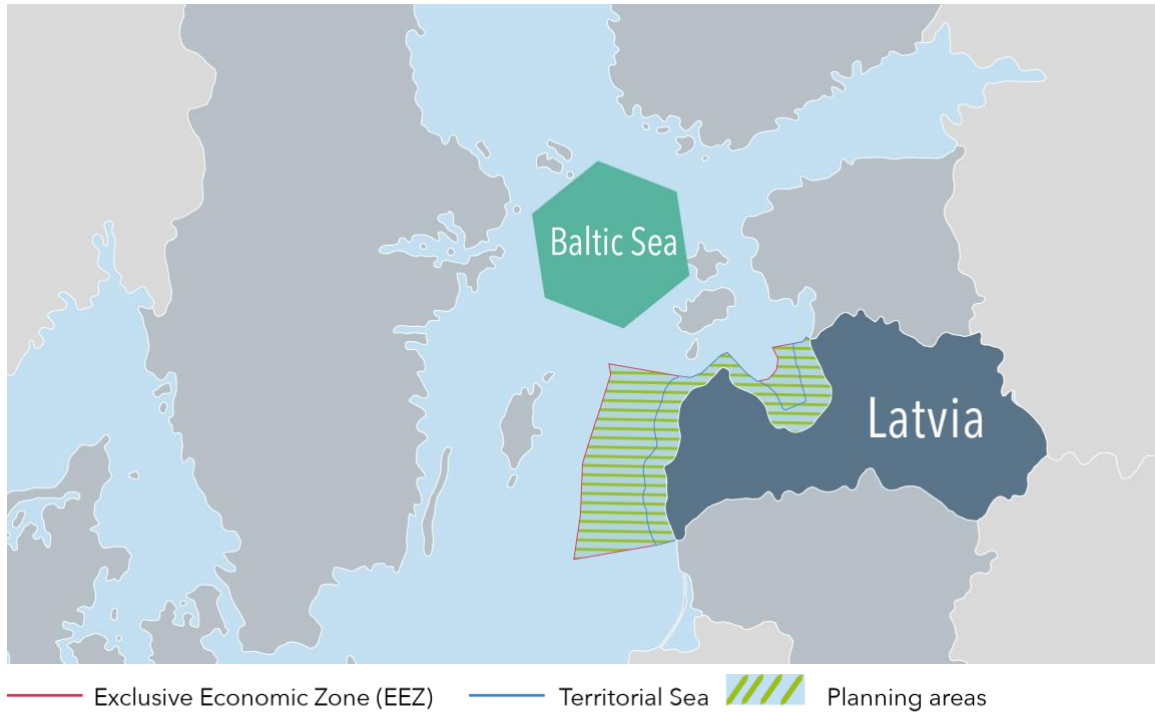 Baltic Sea
Latvia
Exclusive Economic Zone (EEZ)
Territorial Sea
Planning areas